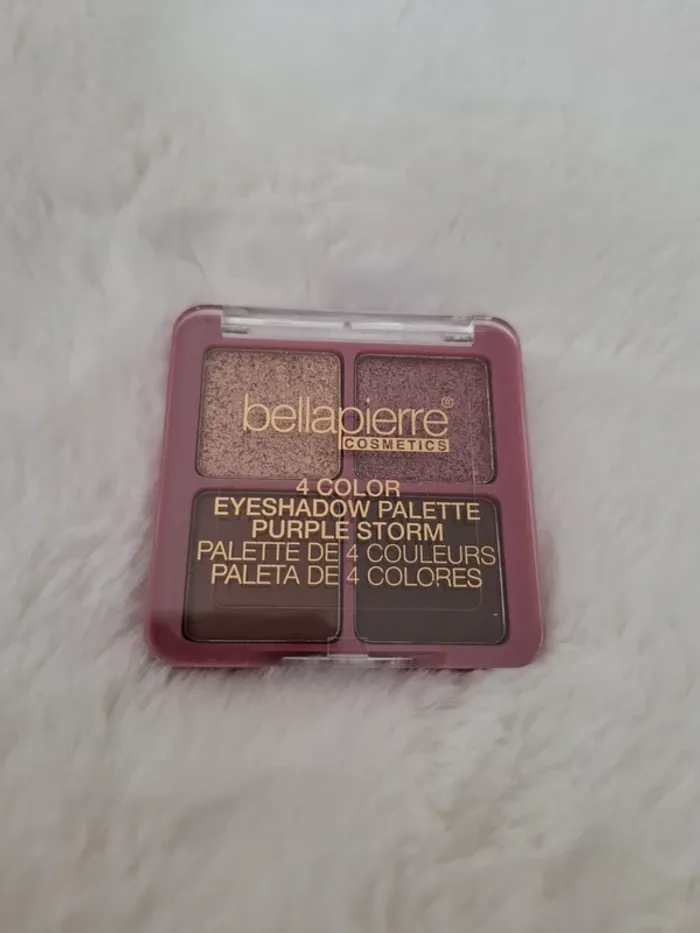 bellapierre®
COSMETICS
4 COLOR
EYESHADOW PALETTE
PURPLE STORM
PALETTE DE 4 COULEURS
PALETA DE 4 COLORES